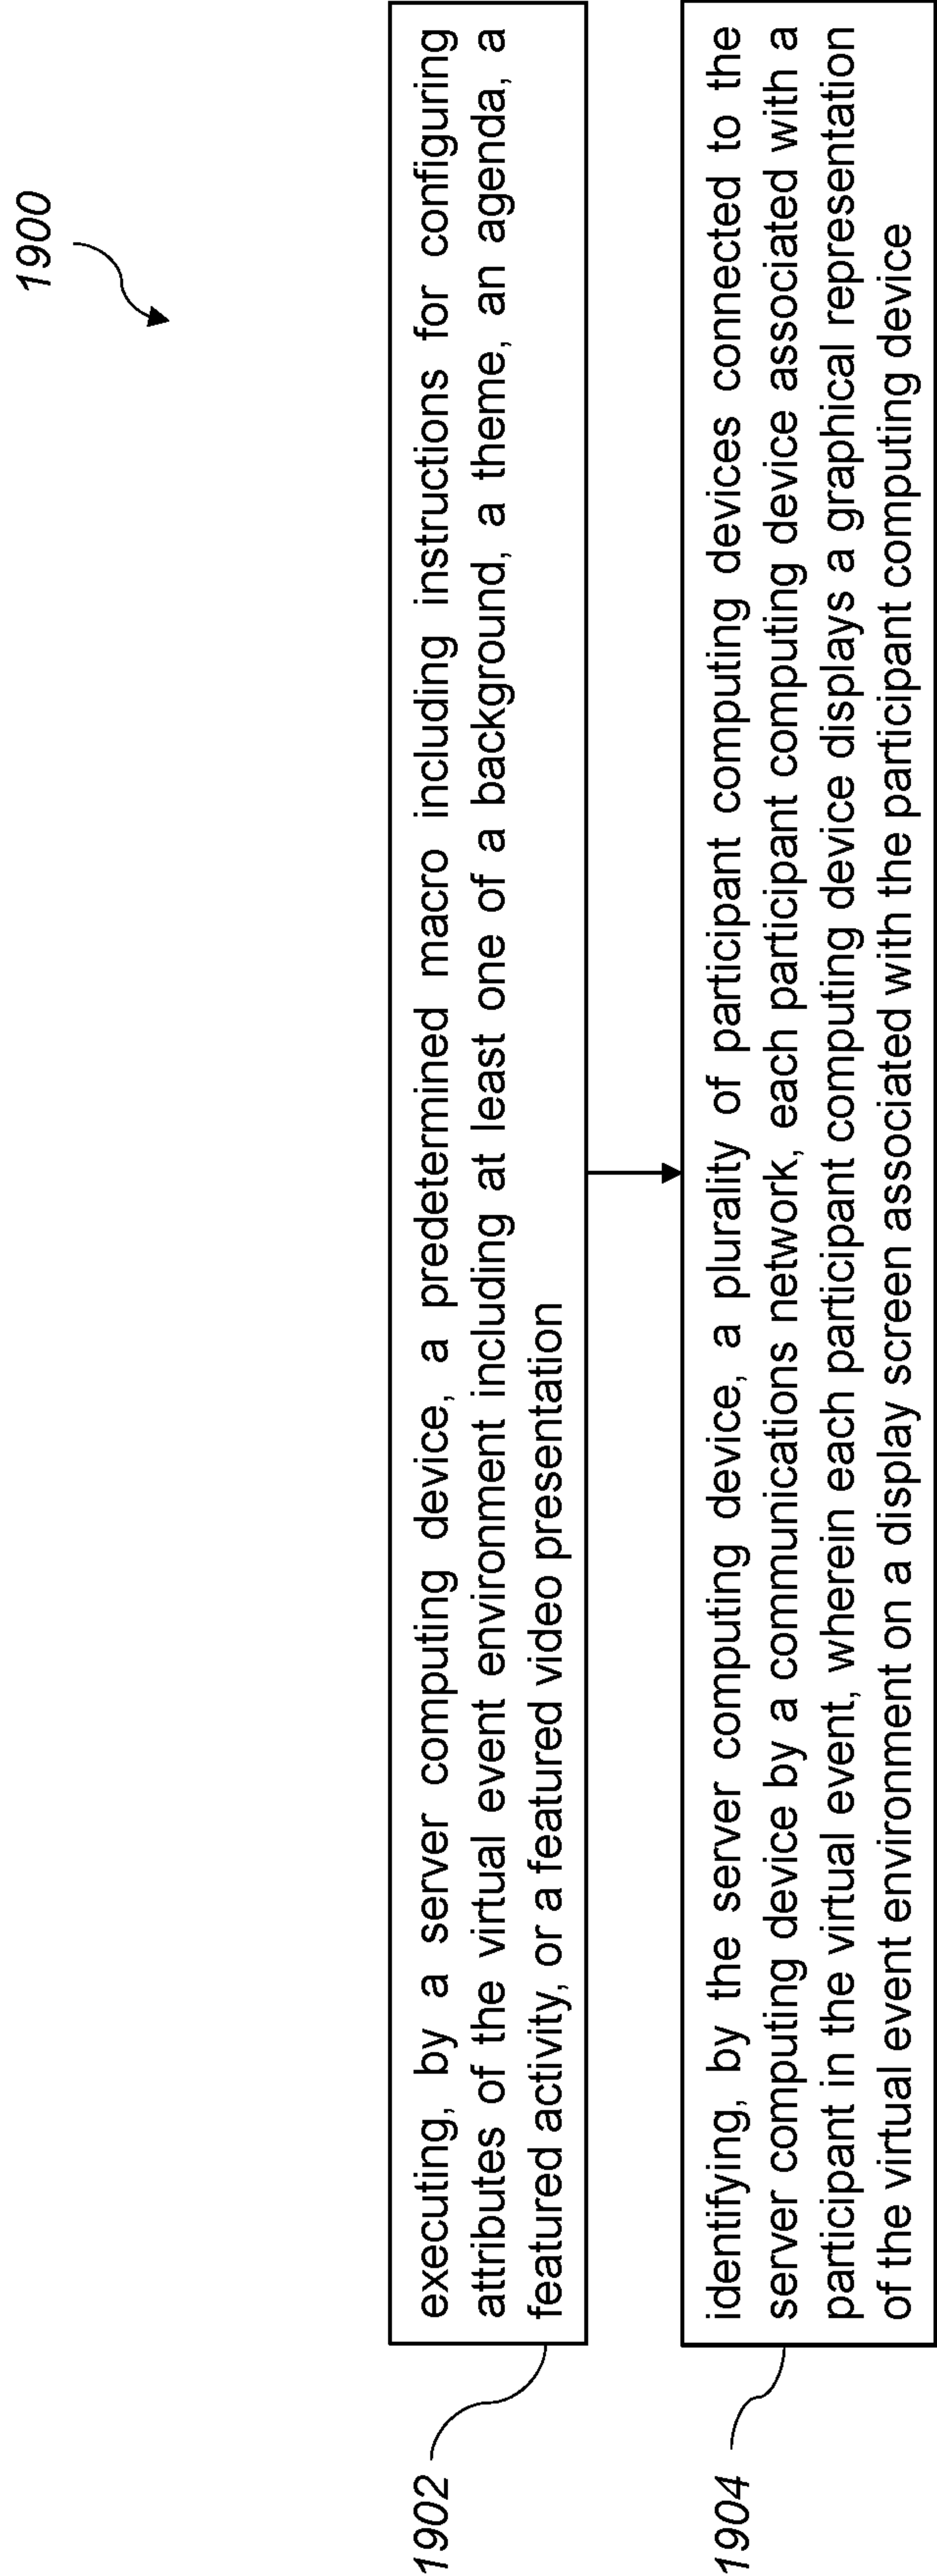 1900
1902
executing, by a server computing device, a predetermined macro including instructions for configuring
attributes of the virtual event environment including at least one of a background, a theme, an agenda, a
featured activity, or a featured video presentation
1904
identifying, by the server computing device, a plurality of participant computing devices connected to the
server computing device by a communications network, each participant computing device associated with a
participant in the virtual event, wherein each participant computing device displays a graphical representation
of the virtual event environment on a display screen associated with the participant computing device